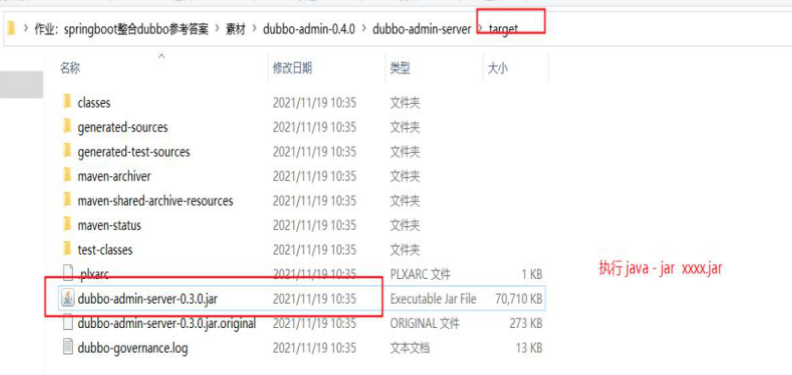 作业：springboot整合dubbo参考答案 > 素材 > dubbo-admin-0.4.0 > dubbo-admin-server > target
名称 修改日期 类型 大小
classes 2021/11/19 10:35 文件夹
generated-sources 2021/11/19 10:35 文件夹
generated-test-sources 2021/11/19 10:35 文件夹
maven-archiver 2021/11/19 10:35 文件夹
maven-shared-archive-resources 2021/11/19 10:35 文件夹
maven-status 2021/11/19 10:35 文件夹
test-classes 2021/11/19 10:35 文件夹
执行 java - jar xxxx.jar
.plxarc 2021/11/19 10:35 PLXARC 文件 1 KB
dubbo-admin-server-0.3.0.jar 2021/11/19 10:35 Executable Jar File 70,710 KB
dubbo-admin-server-0.3.0.jar.original 2021/11/19 10:35 ORIGINAL 文件 273 KB
dubbo-governance.log 2021/11/19 10:35 文本文档 13 KB